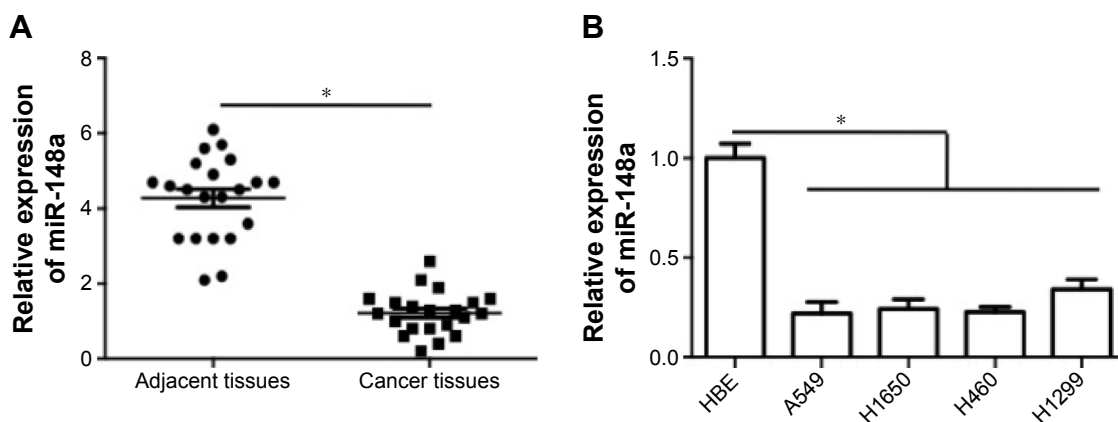 A
Relative expression
of miR-148a
8
6
4
2
0
*
Adjacent tissues
Cancer tissues
B
Relative expression
of miR-148a
1.5
1.0
0.5
0.0
*
HBE
A549
H1650
H460
H1299